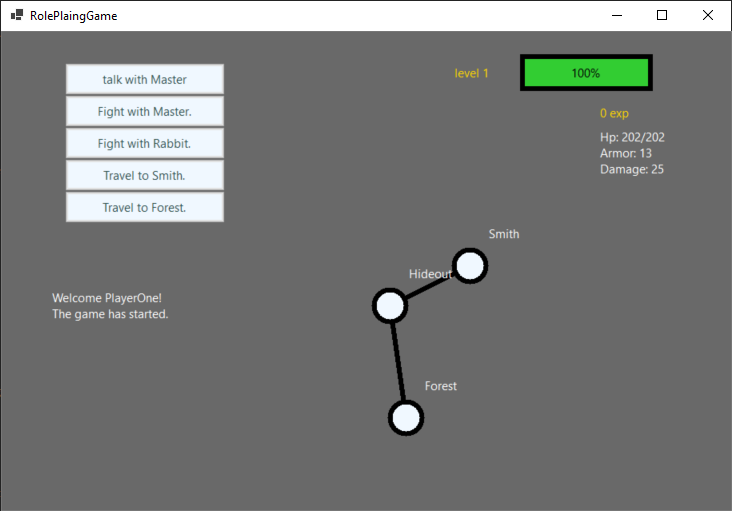 RolePlaingGame
talk with Master
Fight with Master.
Fight with Rabbit.
Travel to Smith.
Travel to Forest.
level 1
100%
0 exp
Hp: 202/202
Armor: 13
Damage: 25
Smith
Hideout
Welcome PlayerOne!
The game has started.
Forest